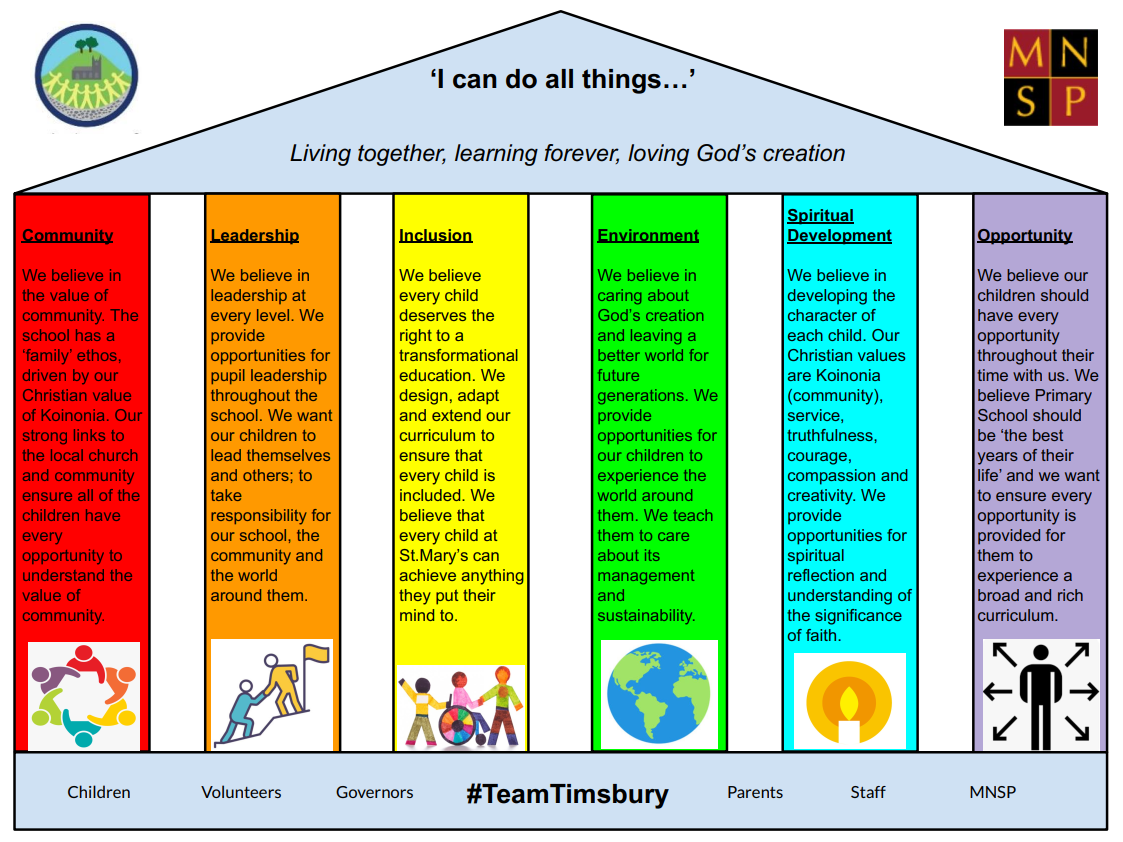 M N
S P
‘I can do all things…’
Living together, learning forever, loving God’s creation
Community
We believe in
the value of
community. The
school has a
‘family’ ethos,
driven by our
Christian value
of Koinonia. Our
strong links to
the local church
and community
ensure all of the
children have
every
opportunity to
understand the
value of
community.
Leadership
We believe in
leadership at
every level. We
provide
opportunities for
pupil leadership
throughout the
school. We want
our children to
lead themselves
and others; to
take
responsibility for
our school, the
community and
the world
around them.
Inclusion
We believe
every child
deserves the
right to a
transformational
education. We
design, adapt
and extend our
curriculum to
ensure that
every child is
included. We
believe that
every child at
St.Mary’s can
achieve anything
they put their
mind to.
Environment
We believe in
caring about
God’s creation
and leaving a
better world for
future
generations. We
provide
opportunities for
our children to
experience the
world around
them. We teach
them to care
about its
management
and
sustainability.
Spiritual
Development
We believe in
developing the
character of
each child. Our
Christian values
are Koinonia
(community),
service,
truthfulness,
courage,
compassion and
creativity. We
provide
opportunities for
spiritual
reflection and
understanding of
the significance
of faith.
Opportunity
We believe our
children should
have every
opportunity
throughout their
time with us. We
believe Primary
School should
be ‘the best
years of their
life’ and we want
to ensure every
opportunity is
provided for
them to
experience a
broad and rich
curriculum.
Children Volunteers Governors #TeamTimsbury Parents Staff MNSP